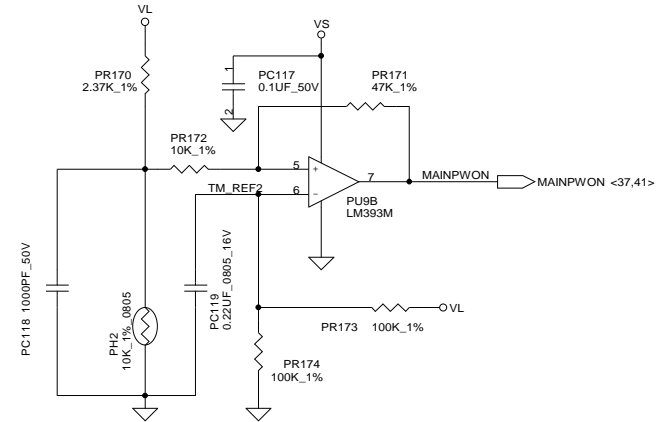 VL
VS
PR170
2.37K_1%
1
2
PC117
0.1UF_50V
PR171
47K_1%
PR172
10K_1%
5
+
7
MAINPWON
MAINPWON <37,41>
TM_REF2
6
-
PU9B
LM393M
PC118 1000PF_50V
PH2
10K_1%_0805
PC119
0.22UF_0805_16V
VL
PR173
100K_1%
PR174
100K_1%